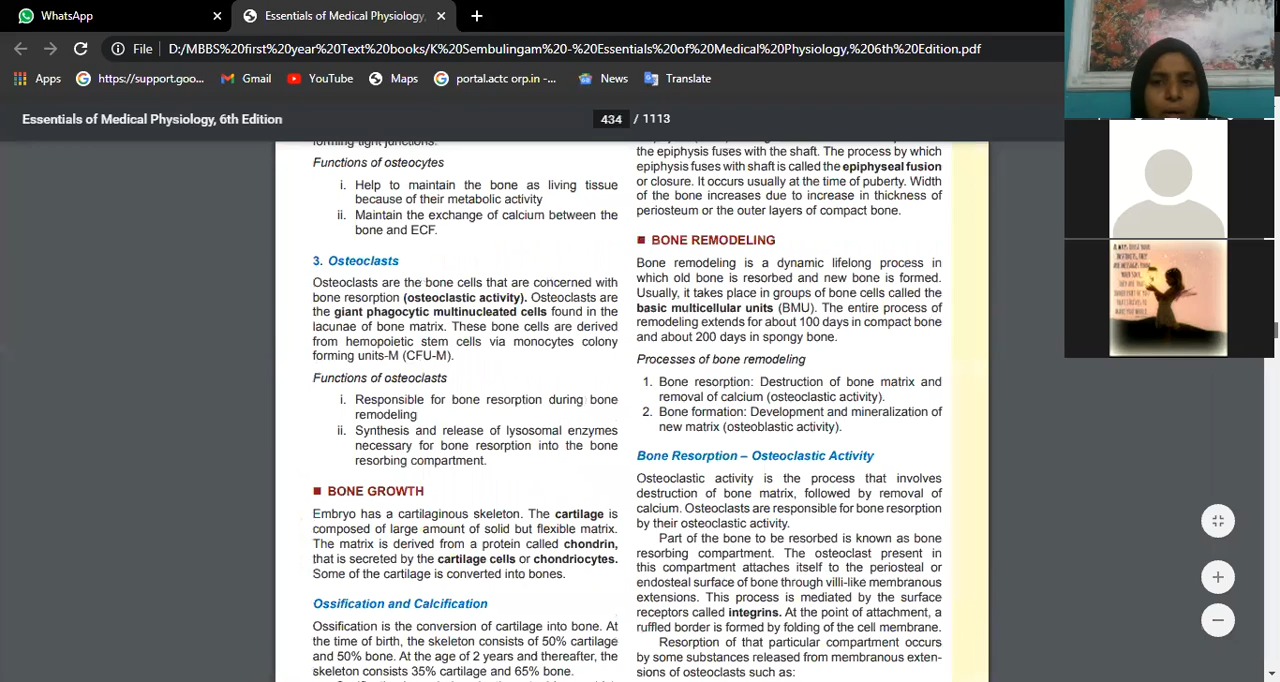 WhatsApp
Essentials of Medical Physiology,
File
D:/MBBS%20first%20year%20Text%20books/K%20Sembulingam%20-%20Essentials%20of%20Medical%20Physiology,%206th%20Edition.pdf
Apps
https://support.goo...
Gmail
YouTube
Maps
portal.actc orp.in -...
News
Translate
Essentials of Medical Physiology, 6th Edition
434 / 1113
forming tight junctions.
Functions of osteocytes
i. Help to maintain the bone as living tissue
because of their metabolic activity
ii. Maintain the exchange of calcium between the
bone and ECF.
3. Osteoclasts
Osteoclasts are the bone cells that are concerned with
bone resorption (osteoclastic activity). Osteoclasts are
the giant phagocytic multinucleated cells found in the
lacunae of bone matrix. These bone cells are derived
from hemopoietic stem cells via monocytes colony
forming units-M (CFU-M).
Functions of osteoclasts
i. Responsible for bone resorption during bone
remodeling
ii. Synthesis and release of lysosomal enzymes
necessary for bone resorption into the bone
resorbing compartment.
BONE GROWTH
Embryo has a cartilaginous skeleton. The cartilage is
composed of large amount of solid but flexible matrix.
The matrix is derived from a protein called chondrin,
that is secreted by the cartilage cells or chondriocytes.
Some of the cartilage is converted into bones.
Ossification and Calcification
Ossification is the conversion of cartilage into bone. At
the time of birth, the skeleton consists of 50% cartilage
and 50% bone. At the age of 2 years and thereafter, the
skeleton consists 35% cartilage and 65% bone.
the epiphysis fuses with the shaft. The process by which
epiphysis fuses with shaft is called the epiphyseal fusion
or closure. It occurs usually at the time of puberty. Width
of the bone increases due to increase in thickness of
periosteum or the outer layers of compact bone.
BONE REMODELING
Bone remodeling is a dynamic lifelong process in
which old bone is resorbed and new bone is formed.
Usually, it takes place in groups of bone cells called the
basic multicellular units (BMU). The entire process of
remodeling extends for about 100 days in compact bone
and about 200 days in spongy bone.
Processes of bone remodeling
1. Bone resorption: Destruction of bone matrix and
removal of calcium (osteoclastic activity).
2. Bone formation: Development and mineralization of
new matrix (osteoblastic activity).
Bone Resorption – Osteoclastic Activity
Osteoclastic activity is the process that involves
destruction of bone matrix, followed by removal of
calcium. Osteoclasts are responsible for bone resorption
by their osteoclastic activity.
Part of the bone to be resorbed is known as bone
resorbing compartment. The osteoclast present in
this compartment attaches itself to the periosteal or
endosteal surface of bone through villi-like membranous
extensions. This process is mediated by the surface
receptors called integrins. At the point of attachment, a
ruffled border is formed by folding of the cell membrane.
Resorption of that particular compartment occurs
by some substances released from membranous exten-
sions of osteoclasts such as: